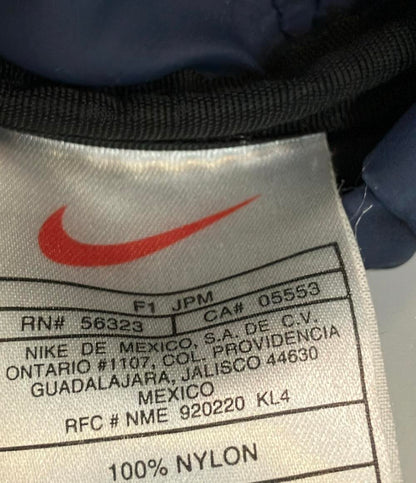 F1 JPM
RN# 56323 CA# 05553
NIKE DE MEXICO, S.A. DE C.V.
ONTARIO #1107, COL. PROVIDENCIA
GUADALAJARA, JALISCO 44630
MEXICO
RFC # NME 920220 KL4
100% NYLON